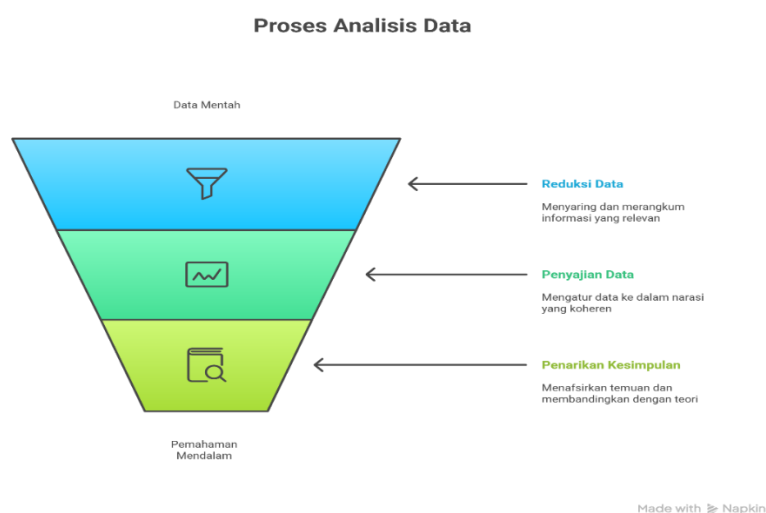 Proses Analisis Data
Data Mentah
Reduksi Data
Menyaring dan merangkum
informasi yang relevan
Penyajian Data
Mengatur data ke dalam narasi
yang koheren
Penarikan Kesimpulan
Menafsirkan temuan dan
membandingkan dengan teori
Pemahaman
Mendalam
Made with Napkin